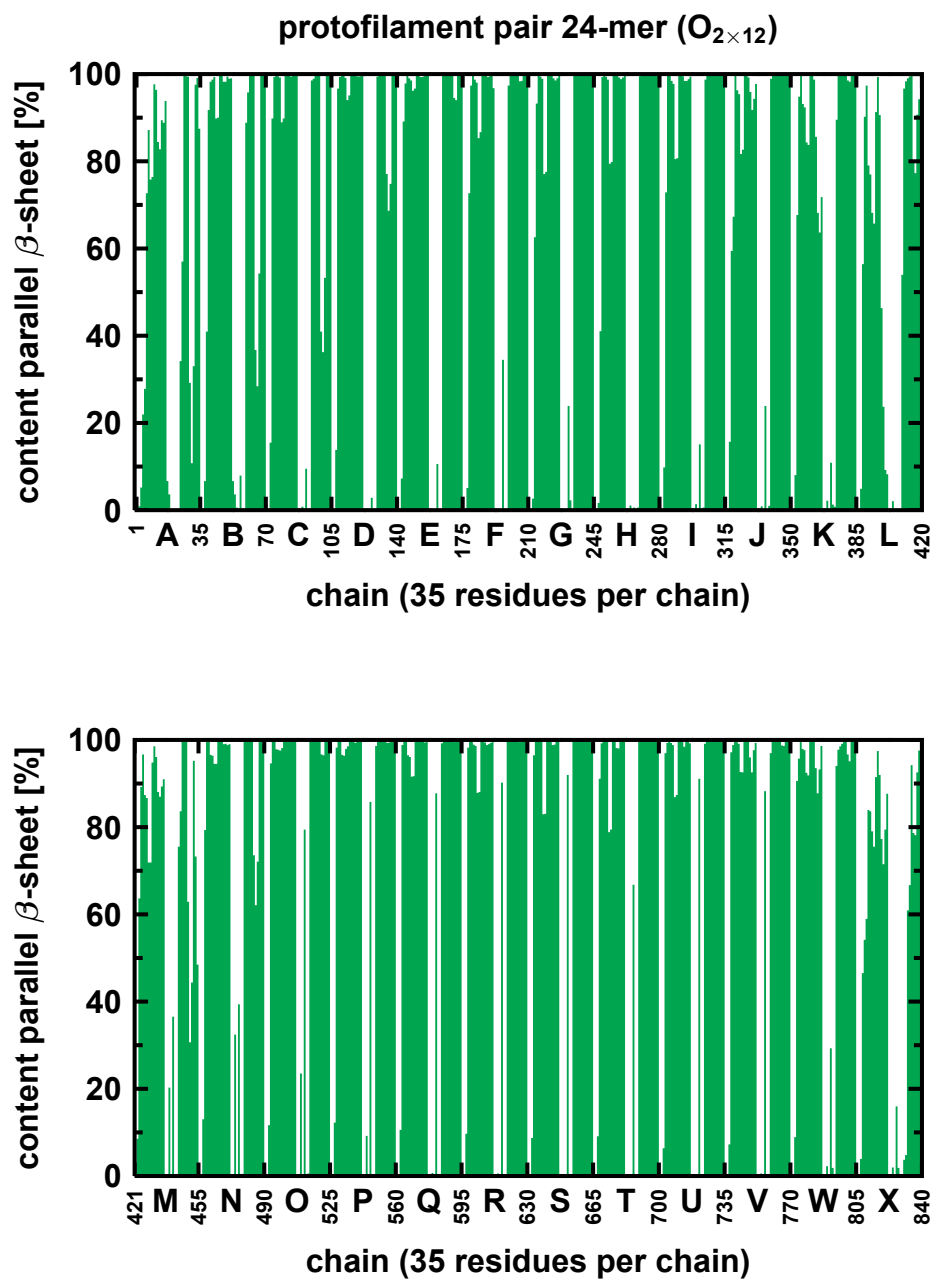 protofilament pair 24-mer (O₂ₓ₁₂)
content parallel β-sheet [%]
100
80
60
40
20
0
1 A 35 B 70 C 105 D 140 E 175 F 210 G 245 H 280 I 315 J 350 K 385 L 420
chain (35 residues per chain)
content parallel β-sheet [%]
100
80
60
40
20
0
421 M 455 N 490 O 525 P 560 Q 595 R 630 S 665 T 700 U 735 V 770 W 805 X 840
chain (35 residues per chain)